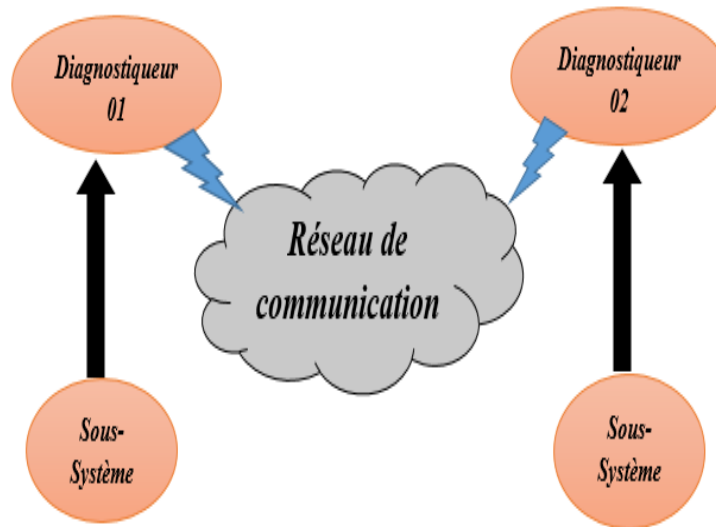 Diagnostiqueur
01
Diagnostiqueur
02
Réseau de
communication
Sous-
Système
Sous-
Système